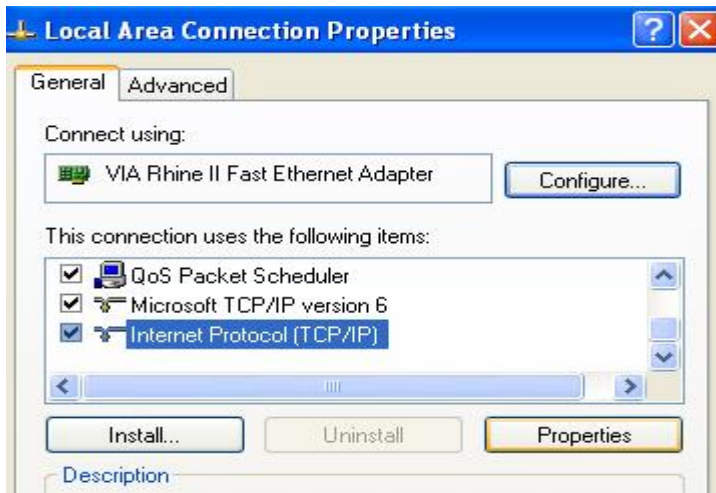 Local Area Connection Properties
General Advanced
Connect using:
VIA Rhine II Fast Ethernet Adapter Configure...
This connection uses the following items:
QoS Packet Scheduler
Microsoft TCP/IP version 6
Internet Protocol (TCP/IP)
Install... Uninstall Properties
Description